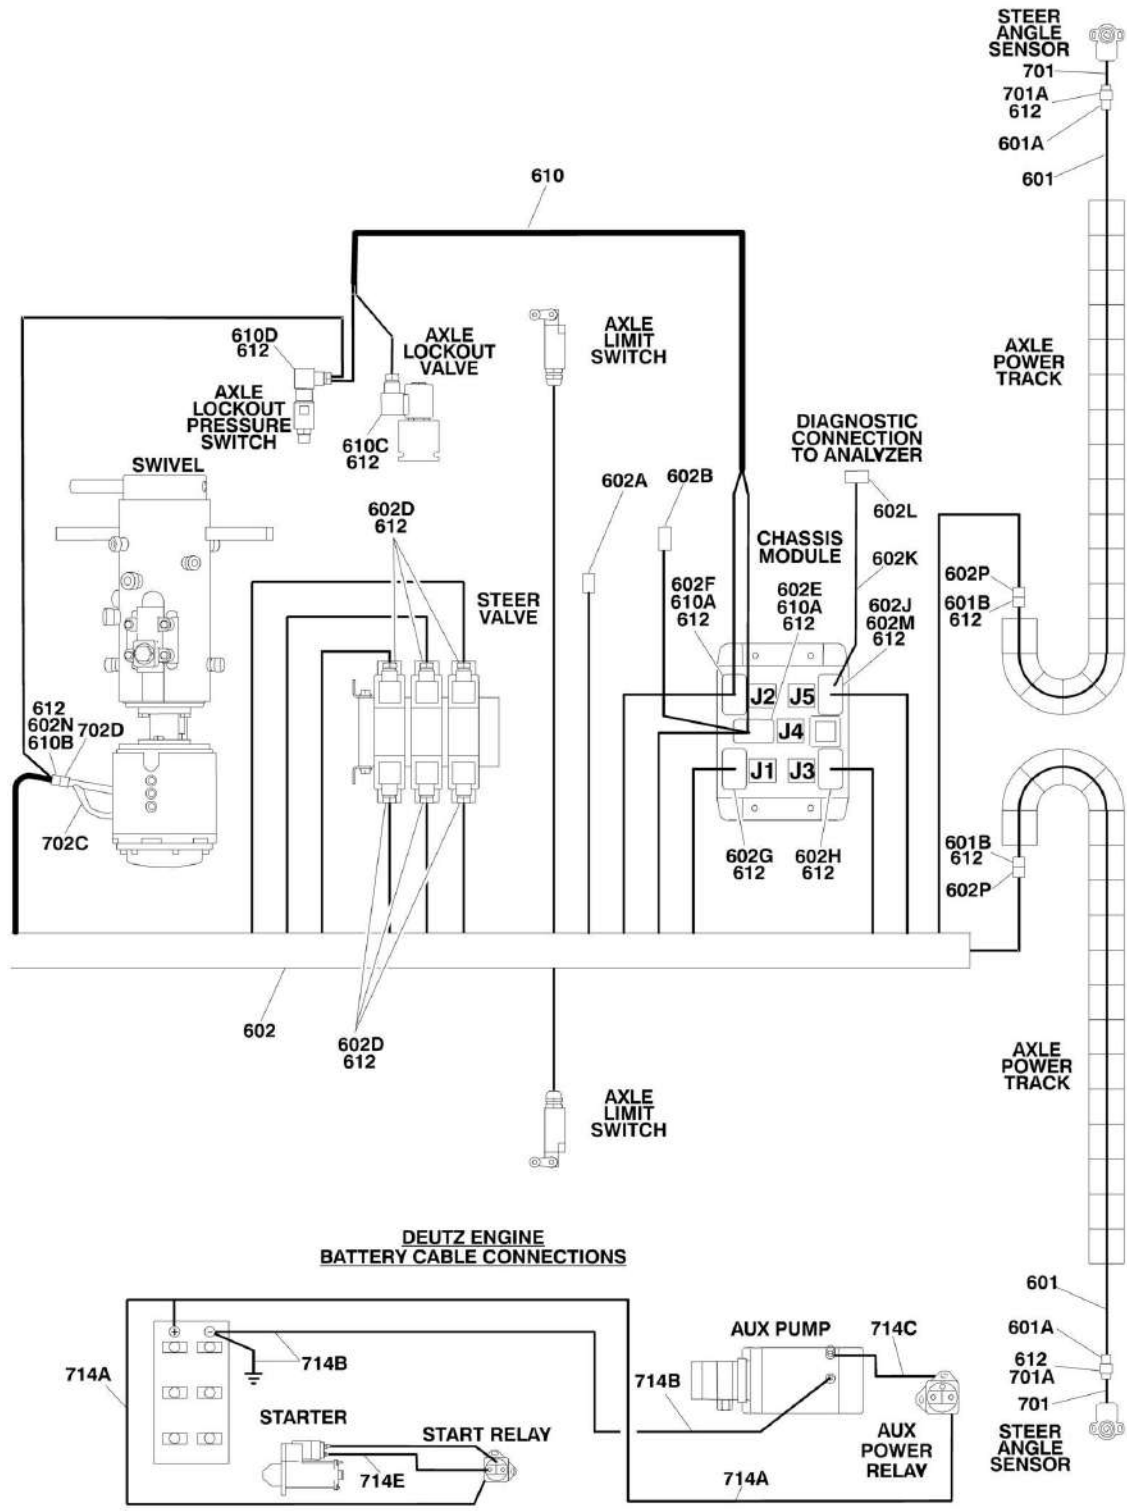 STEER
ANGLE
SENSOR
701
701A
612
601A
601
610
AXLE
POWER
TRACK
610D
612
AXLE
LOCKOUT
VALVE
AXLE
LIMIT
SWITCH
AXLE
LOCKOUT
PRESSURE
SWITCH
610C
612
SWIVEL
DIAGNOSTIC
CONNECTION
TO ANALYZER
602A
602B
602L
602D
612
CHASSIS
MODULE
602K
602F
610A
612
602E
610A
612
602J
602M
612
602P
601B
612
STEER
VALVE
J2
J5
J4
J1
J3
612
602N
610B
702D
702C
602G
612
602H
612
601B
612
602P
602
602D
612
AXLE
LIMIT
SWITCH
AXLE
POWER
TRACK
DEUTZ ENGINE
BATTERY CABLE CONNECTIONS
601
601A
612
701A
701
STEER
ANGLE
SENSOR
+
-
714A
714B
STARTER
START RELAY
714E
AUX PUMP
714C
714B
AUX
POWER
RELAY
714A